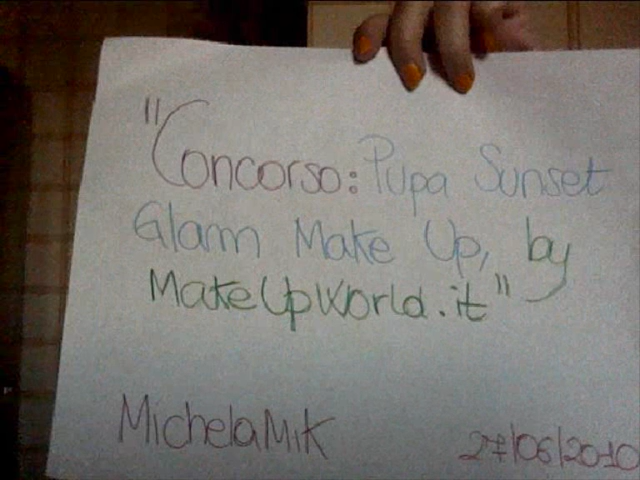 "Concorso: Pupa Sunset
Glam Make Up, by
MakeUpWorld.it"
MichelaMik 27/06/2010